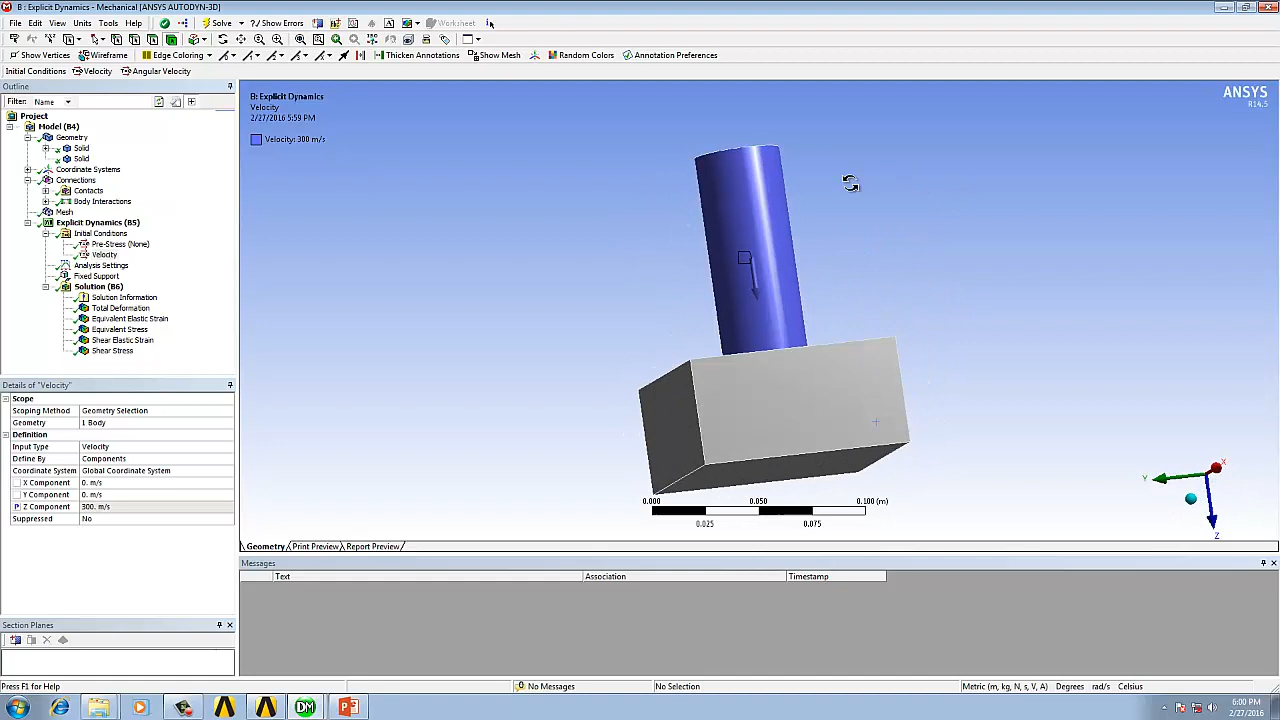 B : Explicit Dynamics - Mechanical [ANSYS AUTODYN-3D]
File Edit View Units Tools Help Solve ?/ Show Errors Worksheet
Show Vertices Wireframe Edge Coloring Thicken Annotations Show Mesh Random Colors Annotation Preferences
Initial Conditions Velocity Angular Velocity
Outline
Filter: Name
Project
Model (B4)
Geometry
Solid
Solid
Coordinate Systems
Connections
Contacts
Body Interactions
Mesh
Explicit Dynamics (B5)
Initial Conditions
Pre-Stress (None)
Velocity
Analysis Settings
Fixed Support
Solution (B6)
Solution Information
Total Deformation
Equivalent Elastic Strain
Equivalent Stress
Shear Elastic Strain
Shear Stress
Details of "Velocity"
Scope
Scoping Method Geometry Selection
Geometry 1 Body
Definition
Input Type Velocity
Define By Components
Coordinate System Global Coordinate System
X Component 0. m/s
Y Component 0. m/s
P Z Component 300. m/s
Suppressed No
Section Planes
Press F1 for Help
B: Explicit Dynamics
Velocity
2/27/2016 5:59 PM
Velocity: 300 m/s
ANSYS
R14.5
0.000 0.050 0.100 (m)
0.025 0.075
X
Y
Z
Geometry Print Preview Report Preview
Messages
Text Association Timestamp
No Messages No Selection Metric (m, kg, N, s, V, A) Degrees rad/s Celsius
DM
6:00 PM
2/27/2016